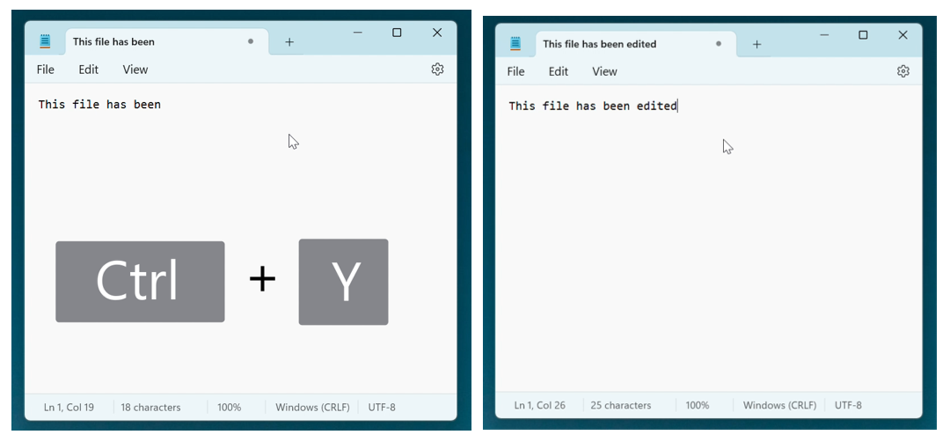 This file has been
File Edit View
This file has been
Ctrl + Y
Ln 1, Col 19 18 characters 100% Windows (CRLF) UTF-8
This file has been edited
File Edit View
This file has been edited
Ln 1, Col 26 25 characters 100% Windows (CRLF) UTF-8